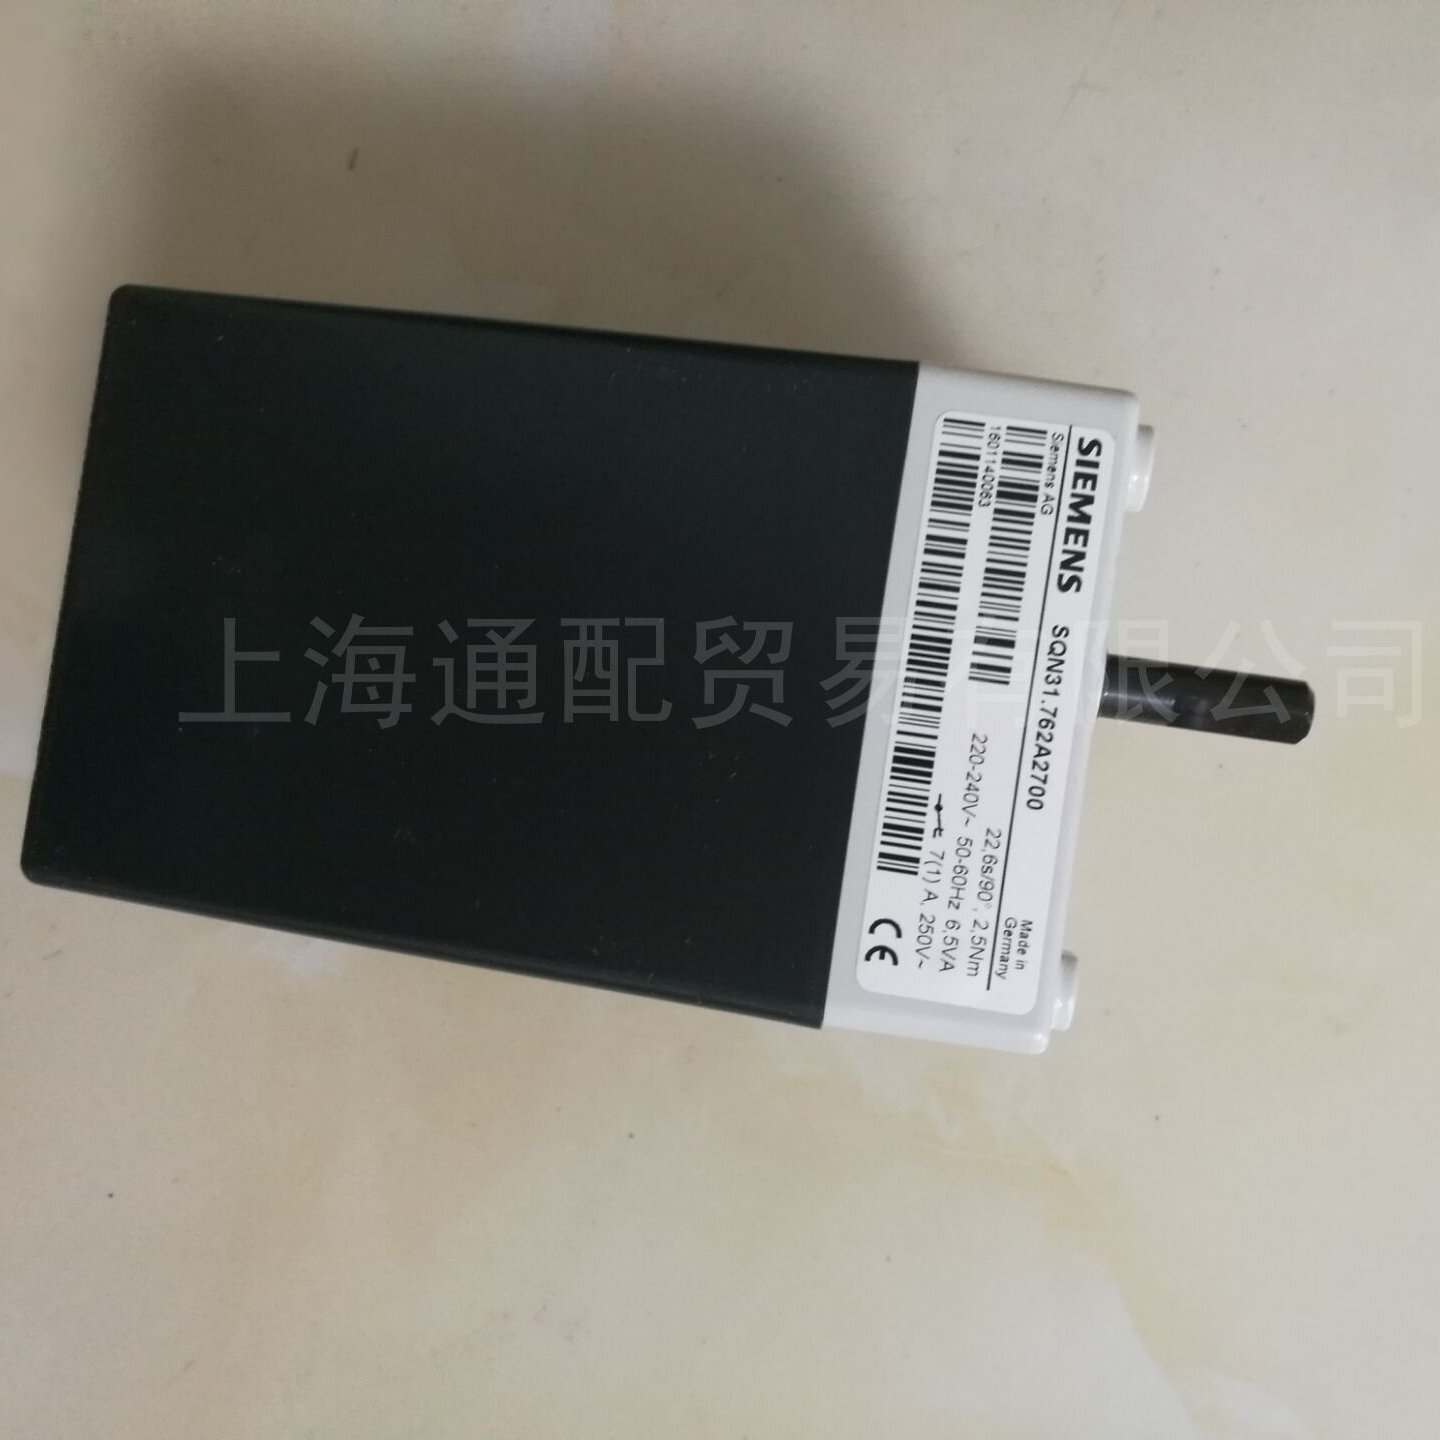 SIEMENS SQN31.762A2700
Made in
Germany
Siemens AG
22,6s/90°, 2,5Nm
220-240V~ 50-60Hz 6,5VA
7(1) A, 250V~
1601140063
CE
上海通配贸易有限公司